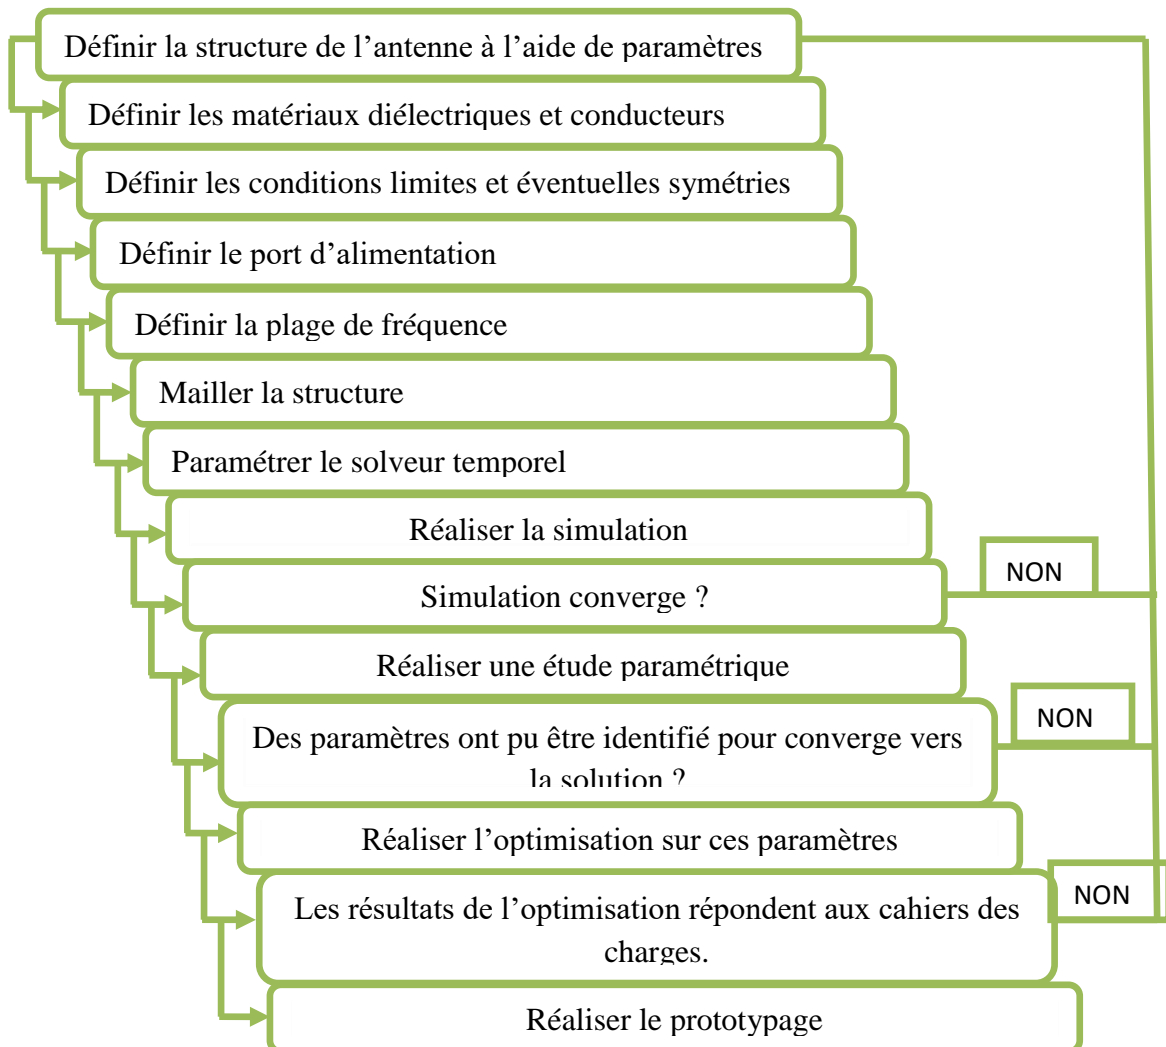 Définir la structure de l’antenne à l’aide de paramètres
Définir les matériaux diélectriques et conducteurs
Définir les conditions limites et éventuelles symétries
Définir le port d’alimentation
Définir la plage de fréquence
Mailler la structure
Paramétrer le solveur temporel
Réaliser la simulation
NON
Simulation converge ?
Réaliser une étude paramétrique
NON
Des paramètres ont pu être identifié pour converge vers
la solution ?
Réaliser l’optimisation sur ces paramètres
NON
Les résultats de l’optimisation répondent aux cahiers des
charges.
Réaliser le prototypage